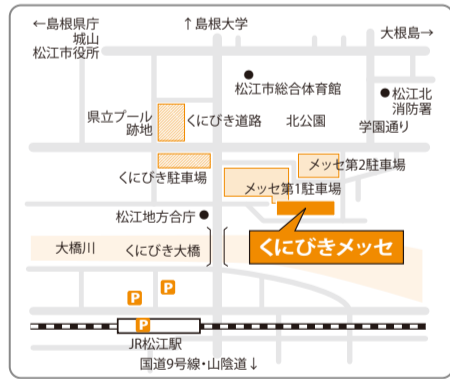 ←島根県庁
城山
松江市役所
↑島根大学
大根島→
松江市総合体育館
松江北
消防署
県立プール
跡地
くにびき道路
北公園
学園通り
くにびき駐車場
メッセ第2駐車場
メッセ第1駐車場
松江地方合庁
くにびきメッセ
大橋川
くにびき大橋
P
P
P
JR松江駅
国道9号線・山陰道↓